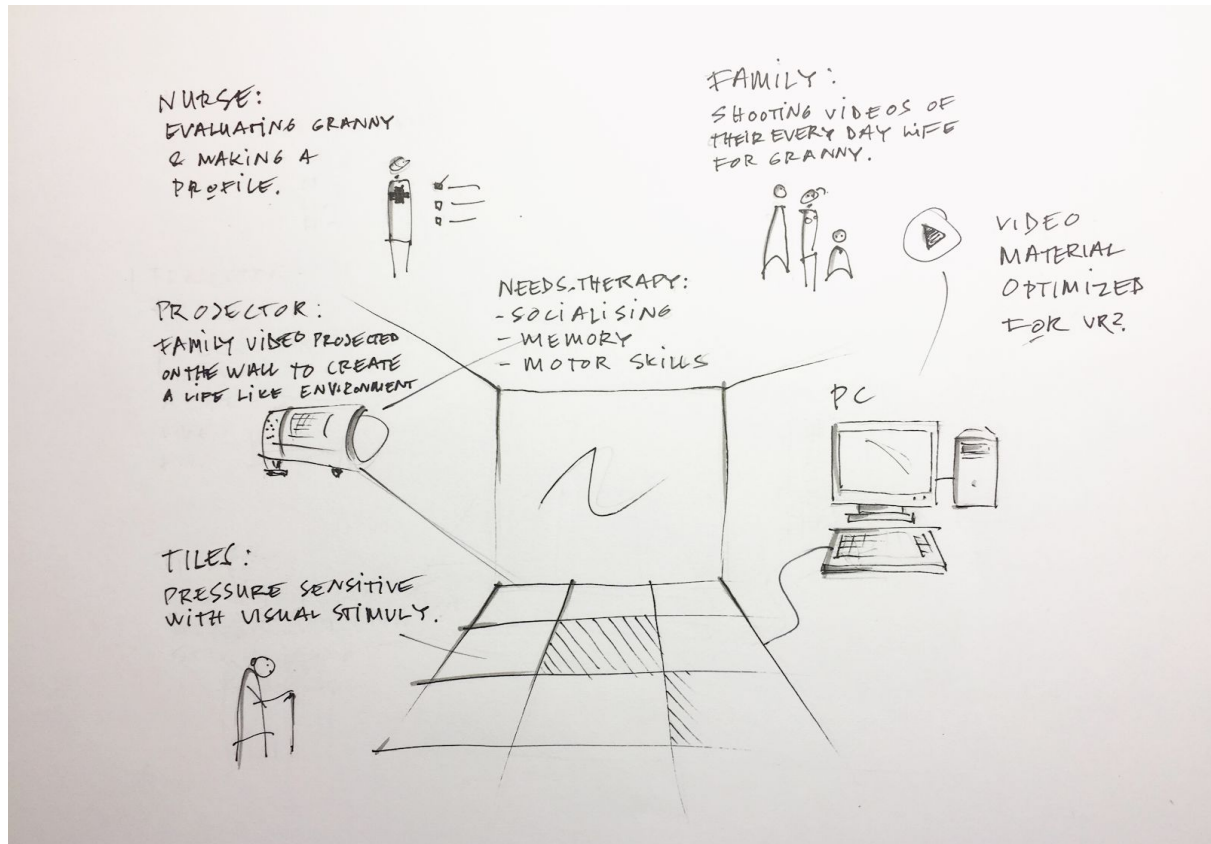 NURSE:
EVALUATING GRANNY
& MAKING A
PROFILE.
FAMILY:
SHOOTING VIDEOS OF
THEIR EVERY DAY LIFE
FOR GRANNY.
VIDEO
MATERIAL
OPTIMIZED
FOR VR?
PROJECTOR:
FAMILY VIDEO PROJECTED
ON THE WALL TO CREATE
A LIFE LIKE ENVIRONMENT
NEEDS-THERAPY:
- SOCIALISING
- MEMORY
- MOTOR SKILLS
PC
TILES:
PRESSURE SENSITIVE
WITH VISUAL STIMULY.